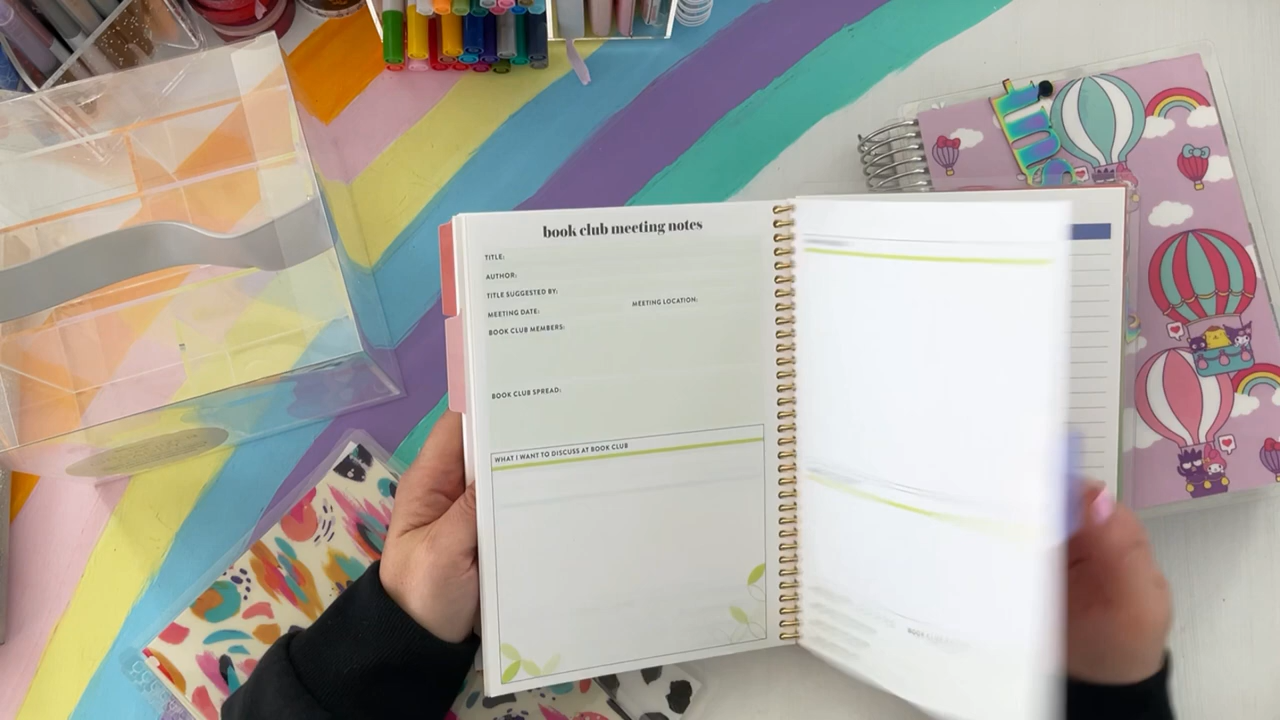 book club meeting notes
TITLE:
AUTHOR:
TITLE SUGGESTED BY:
MEETING DATE:
MEETING LOCATION:
BOOK CLUB MEMBERS:
BOOK CLUB SPREAD:
WHAT I WANT TO DISCUSS AT BOOK CLUB
BOOK